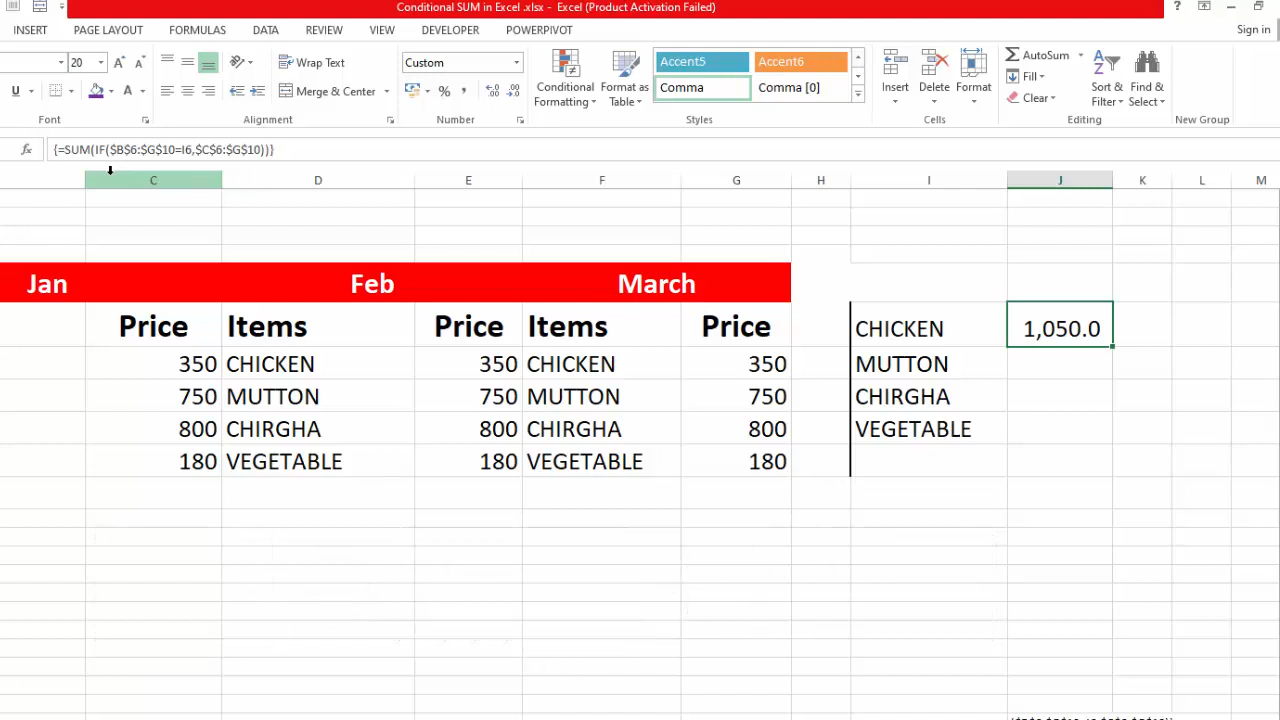 Conditional SUM in Excel .xlsx - Excel (Product Activation Failed)
?
INSERT PAGE LAYOUT FORMULAS DATA REVIEW VIEW DEVELOPER POWERPIVOT Sign in
20 A A Wrap Text Custom Conditional Formatting Format as Table Accent5 Accent6 Insert Delete Format AutoSum Sort & Filter Find & Select
U A Merge & Center % , Comma Comma [0] Fill
Clear
Font Alignment Number Styles Cells Editing New Group
fx {=SUM(IF($B$6:$G$10=I6,$C$6:$G$10))}
C D E F G H I J K L M
Jan Feb March
Price Items Price Items Price CHICKEN 1,050.0
350 CHICKEN 350 CHICKEN 350 MUTTON
750 MUTTON 750 MUTTON 750 CHIRGHA
800 CHIRGHA 800 CHIRGHA 800 VEGETABLE
180 VEGETABLE 180 VEGETABLE 180